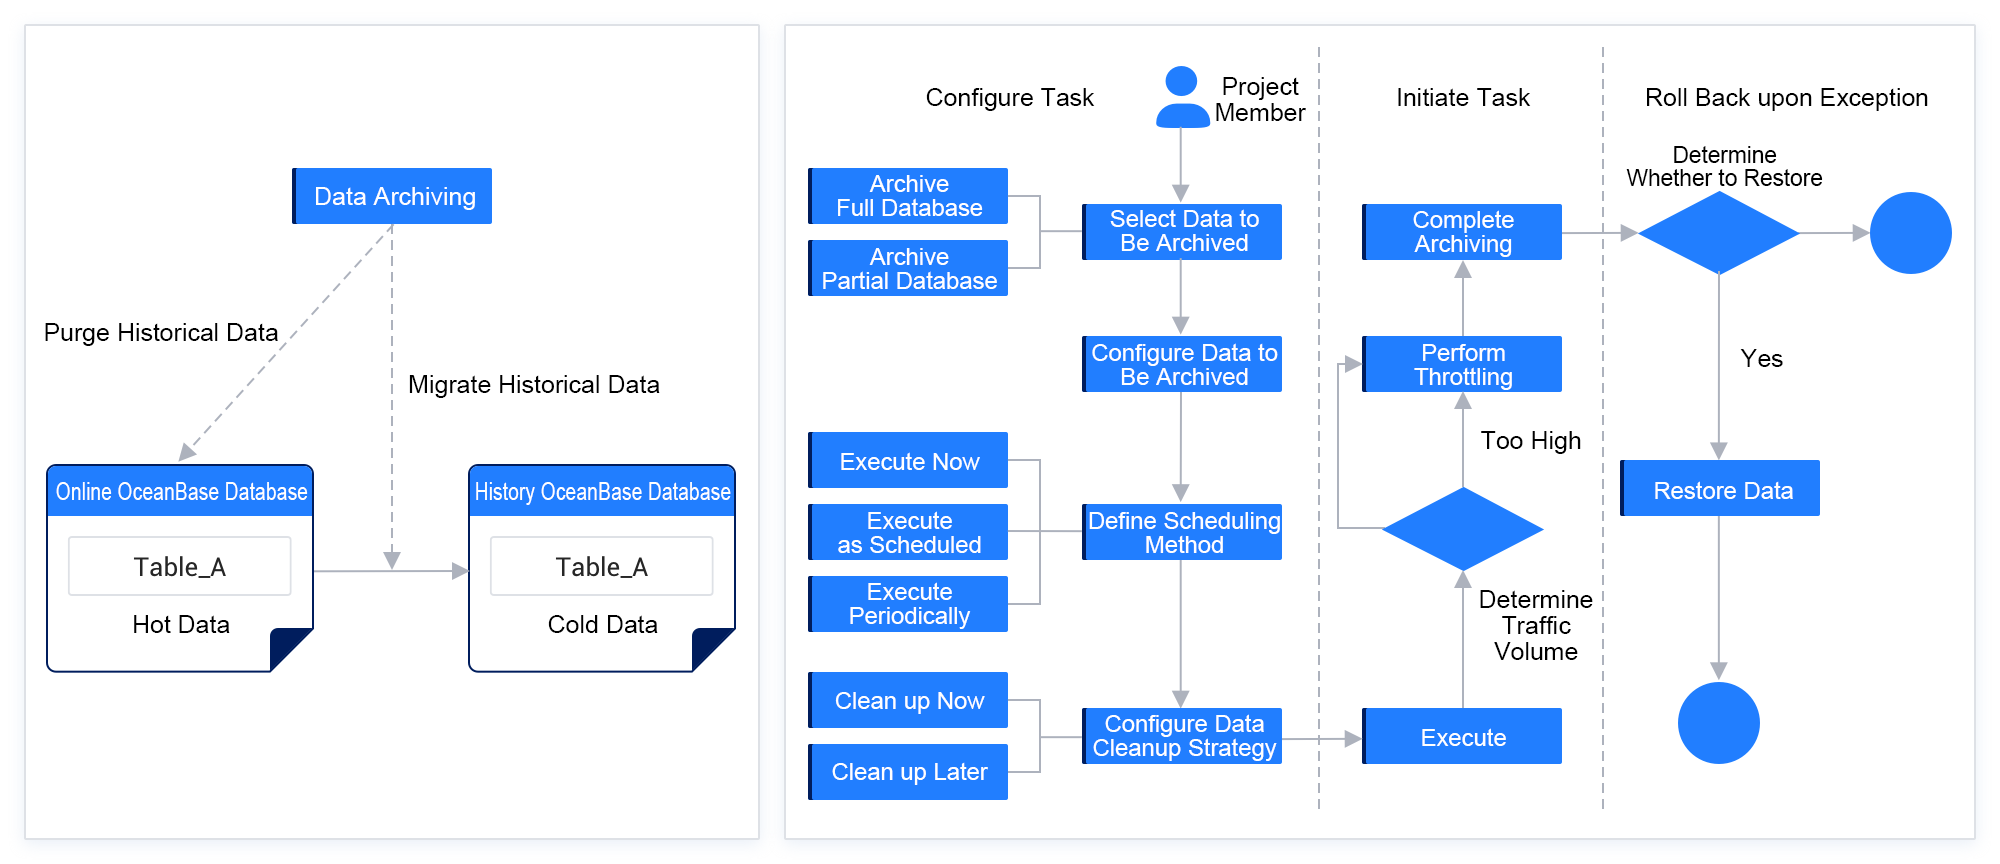 Data Archiving
Purge Historical Data
Migrate Historical Data
Online OceanBase Database
Table_A
Hot Data
History OceanBase Database
Table_A
Cold Data
Configure Task
Project
Member
Archive
Full Database
Archive
Partial Database
Select Data to
Be Archived
Configure Data to
Be Archived
Execute Now
Execute
as Scheduled
Execute
Periodically
Define Scheduling
Method
Clean up Now
Clean up Later
Configure Data
Cleanup Strategy
Initiate Task
Complete
Archiving
Perform
Throttling
Too High
Determine
Traffic
Volume
Execute
Roll Back upon Exception
Determine
Whether to Restore
Yes
Restore Data